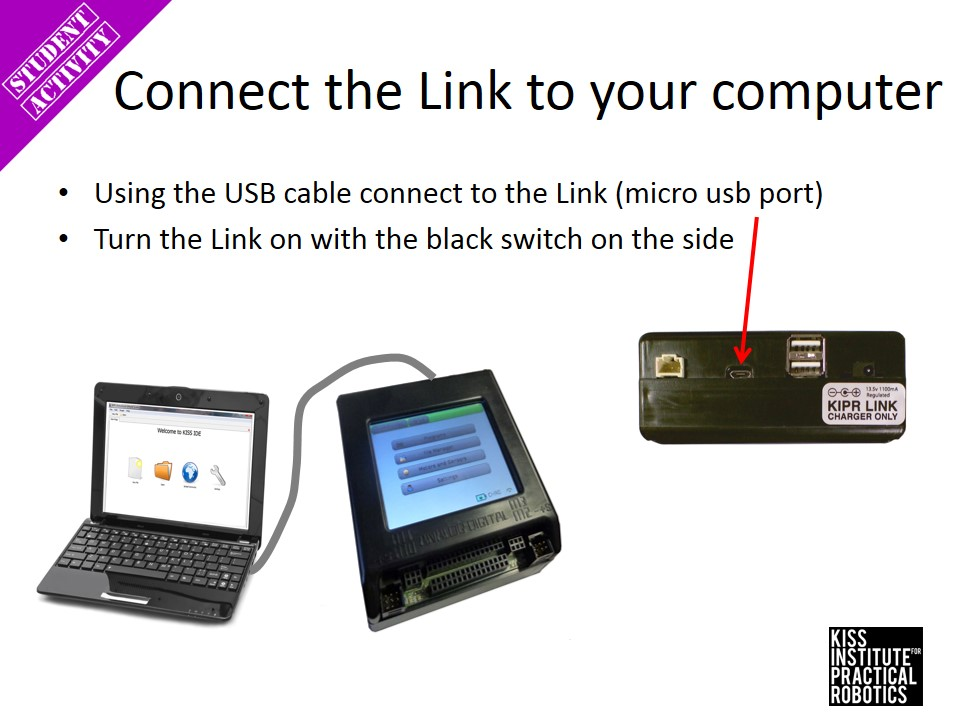 STUDENT
ACTIVITY
Connect the Link to your computer
• Using the USB cable connect to the Link (micro usb port)
• Turn the Link on with the black switch on the side
13.5v 1100mA
Regulated
KIPR LINK
CHARGER ONLY
Welcome to KISS IDE
Settings
KISS
INSTITUTE FOR
PRACTICAL
ROBOTICS